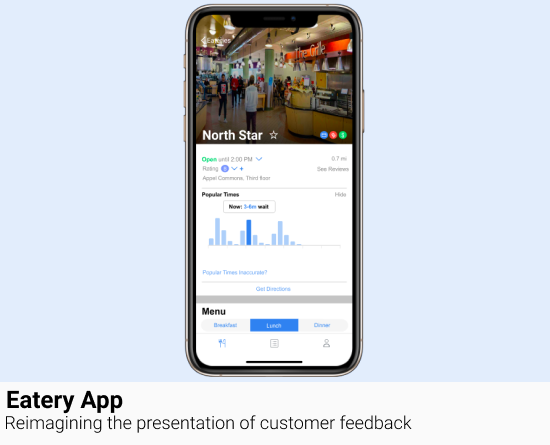 Eateries
North Star ☆
Open until 2:00 PM
0.7 mi
Rating
See Reviews
Appel Commons, Third floor
Popular Times
Hide
Now: 3-6m wait
Popular Times Inaccurate?
Get Directions
Menu
Breakfast
Lunch
Dinner
Eatery App
Reimagining the presentation of customer feedback